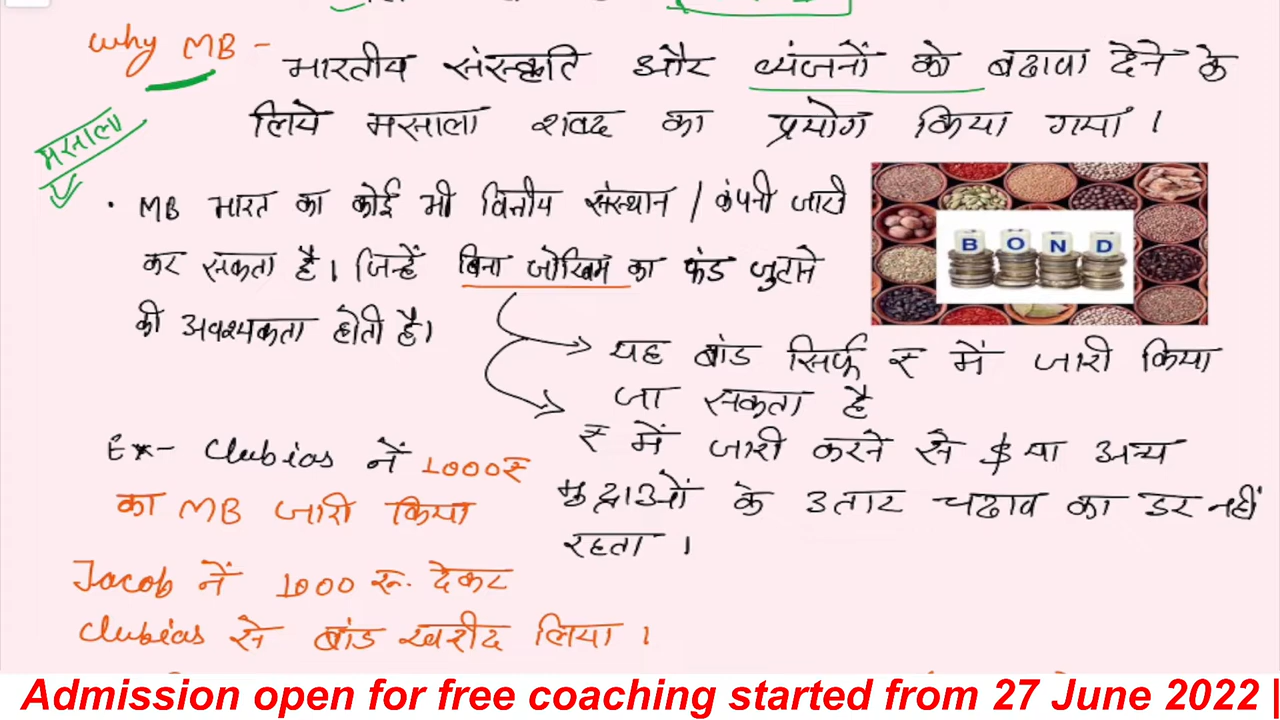 Why MB - भारतीय संस्कृति और व्यंजनों को बढावा देने के
लिये मसाला शब्द का प्रयोग किया गया ।
मसाला
• MB भारत का कोई भी वित्तीय संस्थान / कंपनी जारी
कर सकता है। जिन्हें बिना जोखिम का फंड जुटाने
की अवश्यकता होती है।
BOND
यह बांड सिर्फ ₹ में जारी किया
जा सकता है
₹ में जारी करने से $ या अन्य
मुद्राओं के उतार चढाव का डर नहीं
रहता ।
Ex- Clubias नें 1000₹
का MB जारी किया
Jacob नें 1000 रू. देकर
Clubias से बांड खरीद लिया ।
Admission open for free coaching started from 27 June 2022 |